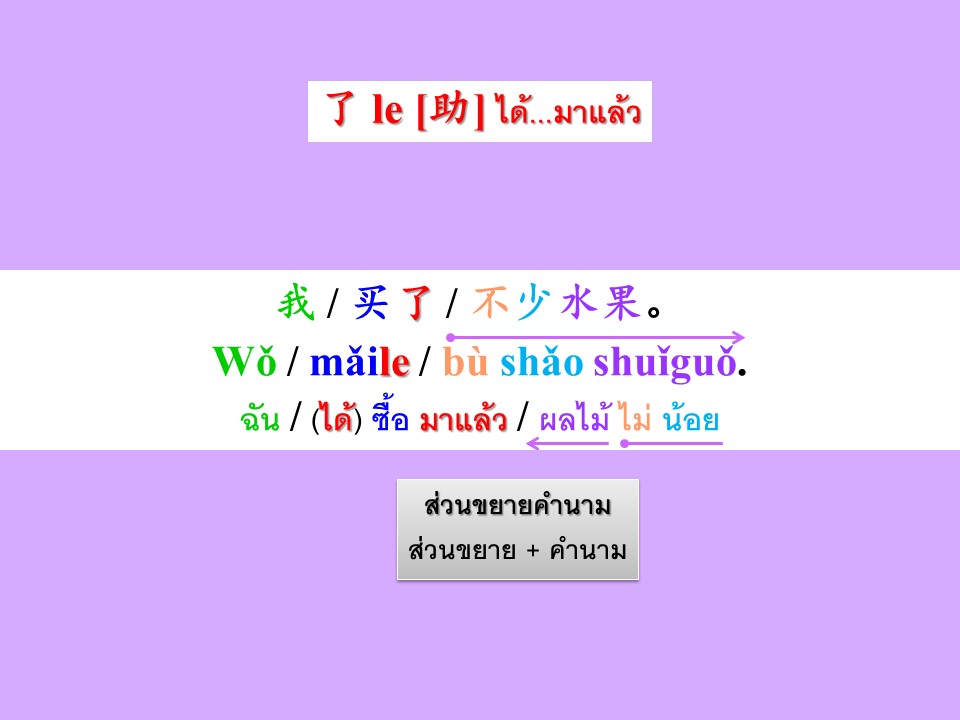 了 le [助] ได้...มาแล้ว
我 / 买了 / 不少水果。
Wǒ / mǎile / bù shǎo shuǐguǒ.
ฉัน / (ได้) ซื้อ มาแล้ว / ผลไม้ ไม่ น้อย
ส่วนขยายคำนาม
ส่วนขยาย + คำนาม